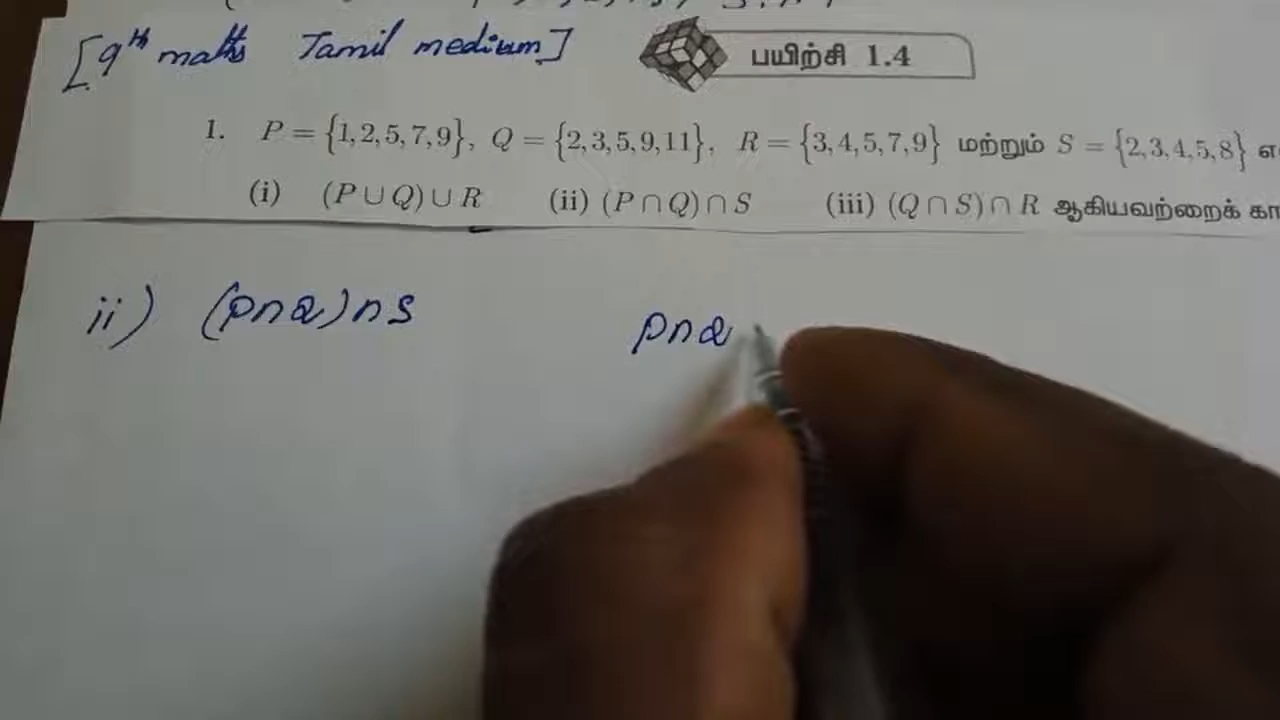 [9th maths Tamil medium]
பயிற்சி 1.4
1. P = {1,2,5,7,9}, Q = {2,3,5,9,11}, R = {3,4,5,7,9} மற்றும் S = {2,3,4,5,8} எ
(i) (P ∪ Q) ∪ R (ii) (P ∩ Q) ∩ S (iii) (Q ∩ S) ∩ R ஆகியவற்றைக் கா
ii) (P∩Q)∩S P∩Q